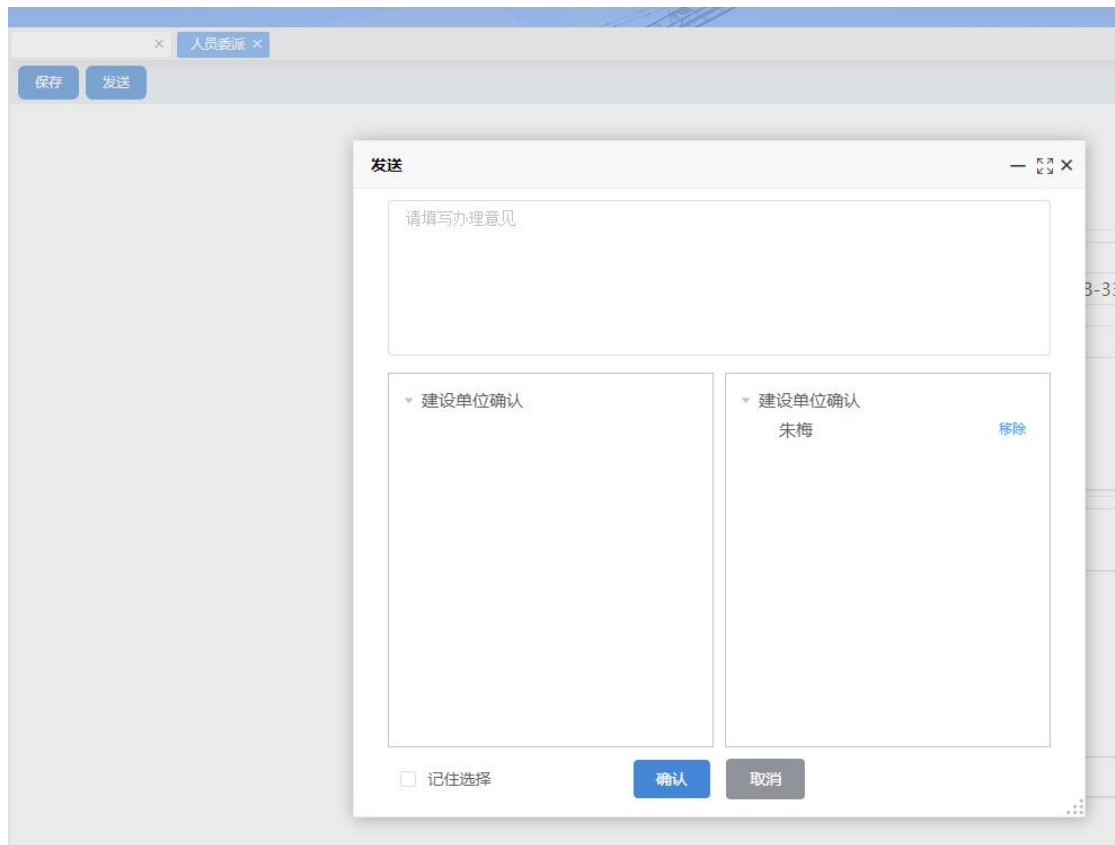 人员委派
保存 发送
发送
请填写办理意见
建设单位确认 建设单位确认
朱梅 移除
记住选择 确认 取消